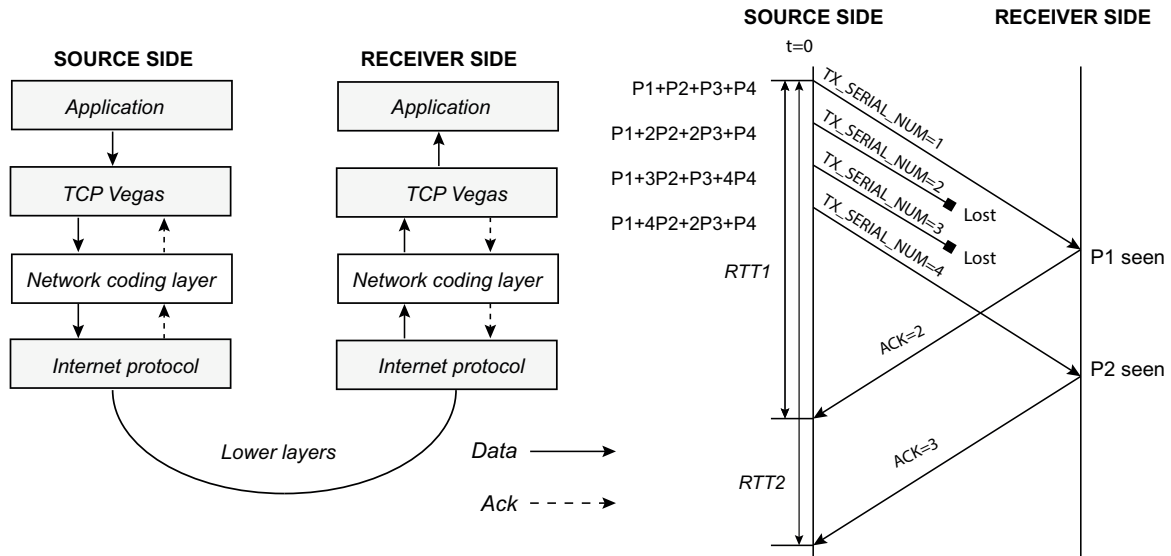 SOURCE SIDE
RECEIVER SIDE
Application
Application
TCP Vegas
TCP Vegas
Network coding layer
Network coding layer
Internet protocol
Internet protocol
Lower layers
Data
Ack
SOURCE SIDE
RECEIVER SIDE
t=0
P1+P2+P3+P4
TX_SERIAL_NUM=1
P1+2P2+2P3+P4
TX_SERIAL_NUM=2
Lost
P1+3P2+P3+4P4
TX_SERIAL_NUM=3
Lost
P1+4P2+2P3+P4
TX_SERIAL_NUM=4
P1 seen
RTT1
ACK=2
P2 seen
ACK=3
RTT2